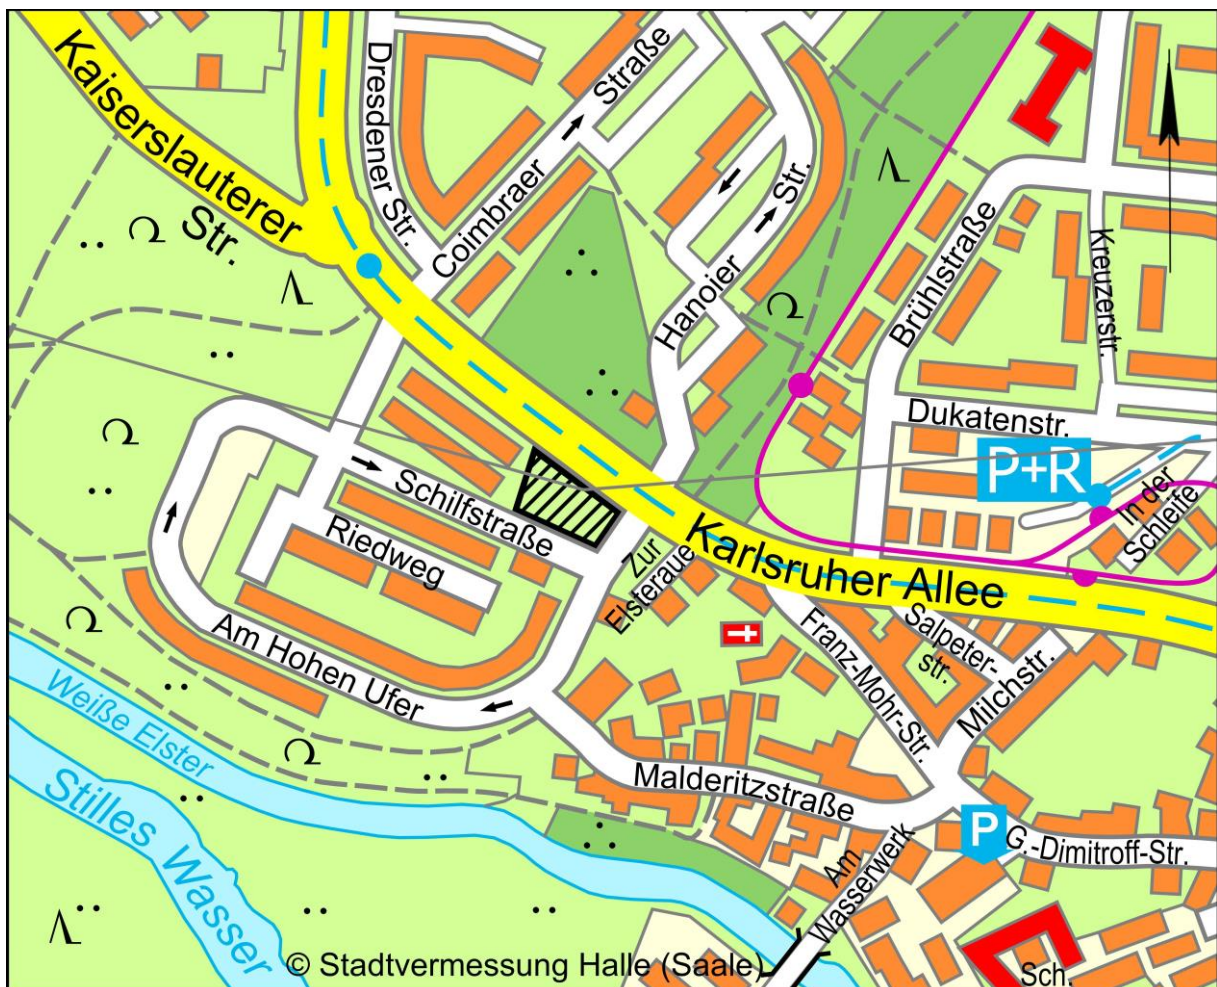 Kaiserslauterer
Str.
Dresdener Str.
Coimbraer
Straße
Hanoier
Str.
Brühlstraße
Kreuzerstr.
Dukatenstr.
P+R
In der
Schleife
Schilfstraße
Riedweg
Zur
Elsteraue
Karlsruher Allee
Am Hohen Ufer
Franz-Mohr-Str.
Salpeter-
str.
Milchstr.
Weiße Elster
Stilles Wasser
Malderitzstraße
P
G.-Dimitroff-Str.
Am
Wasserwerk
Sch.
© Stadtvermessung Halle (Saale)